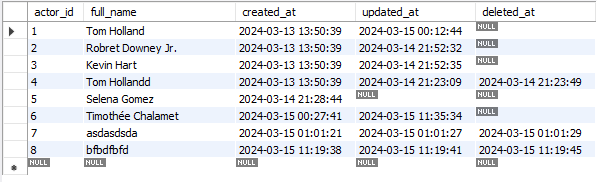 actor_id full_name created_at updated_at deleted_at
1 Tom Holland 2024-03-13 13:50:39 2024-03-15 00:12:44 NULL
2 Robret Downey Jr. 2024-03-13 13:50:39 2024-03-14 21:52:32 NULL
3 Kevin Hart 2024-03-13 13:50:39 2024-03-14 21:52:35 NULL
4 Tom Hollandd 2024-03-13 13:50:39 2024-03-14 21:23:09 2024-03-14 21:23:49
5 Selena Gomez 2024-03-14 21:28:44 NULL NULL
6 Timothée Chalamet 2024-03-15 00:27:41 2024-03-15 11:35:34 NULL
7 asdasdsda 2024-03-15 01:01:21 2024-03-15 01:01:27 2024-03-15 01:01:29
8 bfbdfbfd 2024-03-15 11:19:38 2024-03-15 11:19:41 2024-03-15 11:19:45
NULL NULL NULL NULL NULL